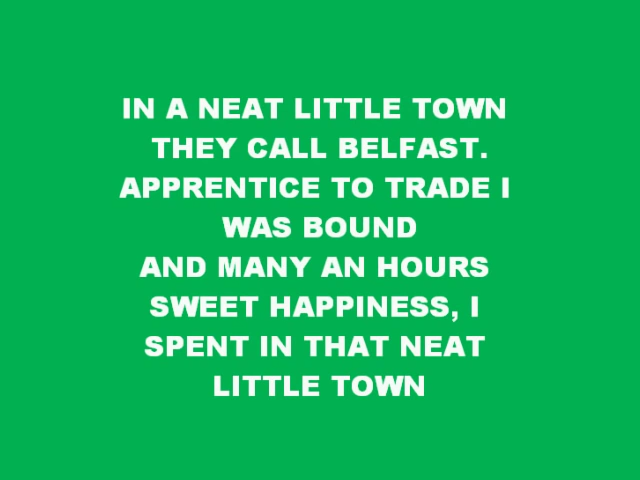 IN A NEAT LITTLE TOWN
THEY CALL BELFAST.
APPRENTICE TO TRADE I
WAS BOUND
AND MANY AN HOURS
SWEET HAPPINESS, I
SPENT IN THAT NEAT
LITTLE TOWN